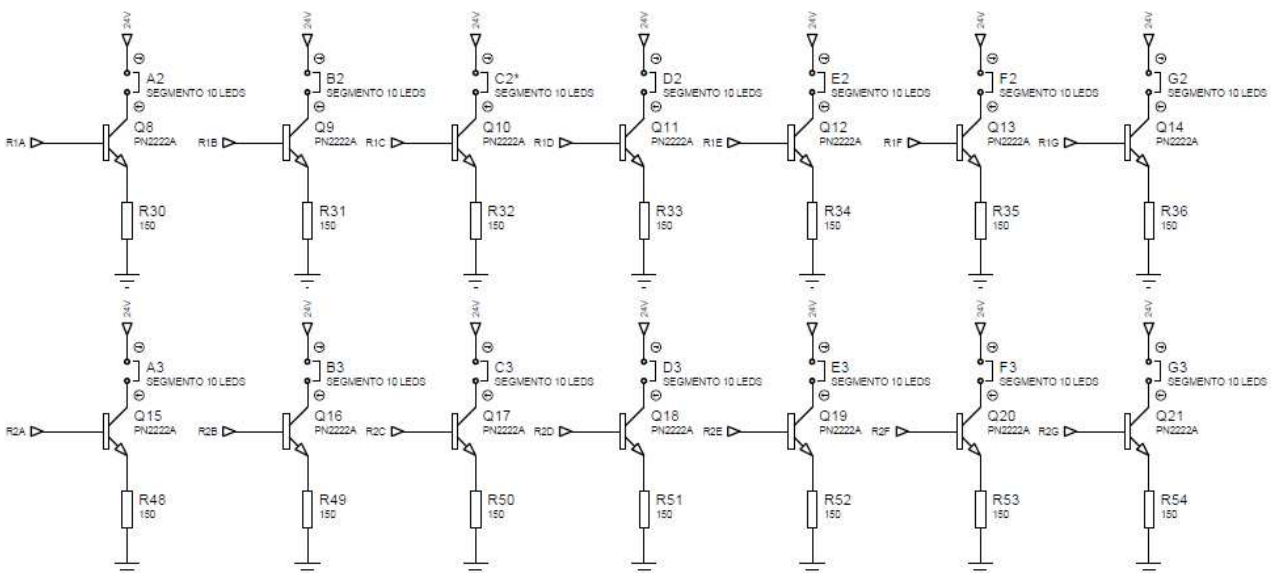 24V 24V 24V 24V 24V 24V 24V
A2 B2 C2* D2 E2 F2 G2
SEGMENTO 10 LEDS SEGMENTO 10 LEDS SEGMENTO 10 LEDS SEGMENTO 10 LEDS SEGMENTO 10 LEDS SEGMENTO 10 LEDS SEGMENTO 10 LEDS
Q8 Q9 Q10 Q11 Q12 Q13 Q14
R1A PN2222A R1B PN2222A R1C PN2222A R1D PN2222A R1E PN2222A R1F PN2222A R1G PN2222A
R30 R31 R32 R33 R34 R35 R36
150 150 150 150 150 150 150
24V 24V 24V 24V 24V 24V 24V
A3 B3 C3 D3 E3 F3 G3
SEGMENTO 10 LEDS SEGMENTO 10 LEDS SEGMENTO 10 LEDS SEGMENTO 10 LEDS SEGMENTO 10 LEDS SEGMENTO 10 LEDS SEGMENTO 10 LEDS
Q15 Q16 Q17 Q18 Q19 Q20 Q21
R2A PN2222A R2B PN2222A R2C PN2222A R2D PN2222A R2E PN2222A R2F PN2222A R2G PN2222A
R48 R49 R50 R51 R52 R53 R54
150 150 150 150 150 150 150